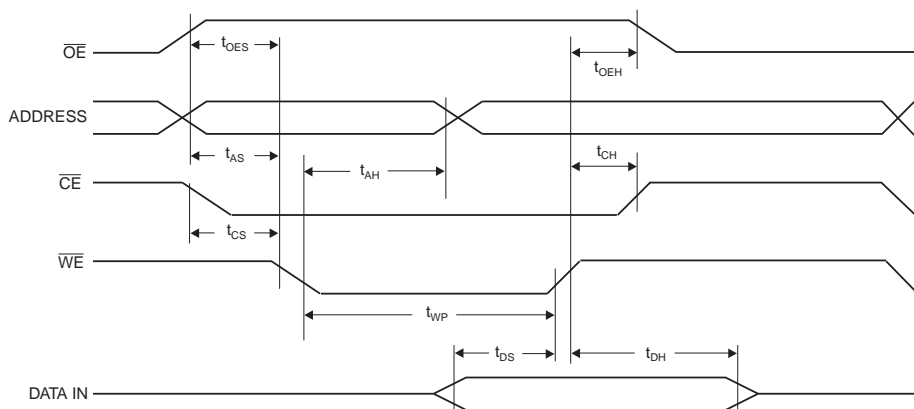 OE
tOES
tOEH
ADDRESS
tAS
tAH
tCH
CE
tCS
WE
tWP
tDS
tDH
DATA IN